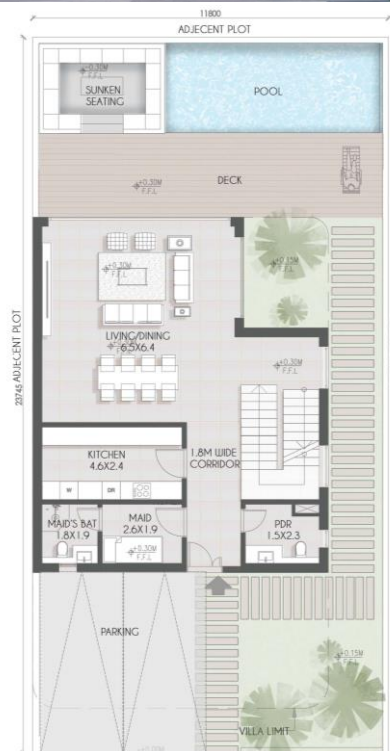 11800
ADJECENT PLOT
+0.30M
F.F.L
SUNKEN
SEATING
POOL
DECK
+0.30M
F.F.L
23745 ADJECENT PLOT
+0.15M
F.F.L
+0.30M
F.F.L
LIVING/DINING
6.5X6.4
+0.30M
F.F.L
KITCHEN
4.6X2.4
1.8M WIDE
CORRIDOR
W
DR
MAID'S BAT
1.8X1.9
MAID
2.6X1.9
+0.30M
F.F.L
PDR
1.5X2.3
PARKING
+0.15M
F.F.L
VILLA LIMIT